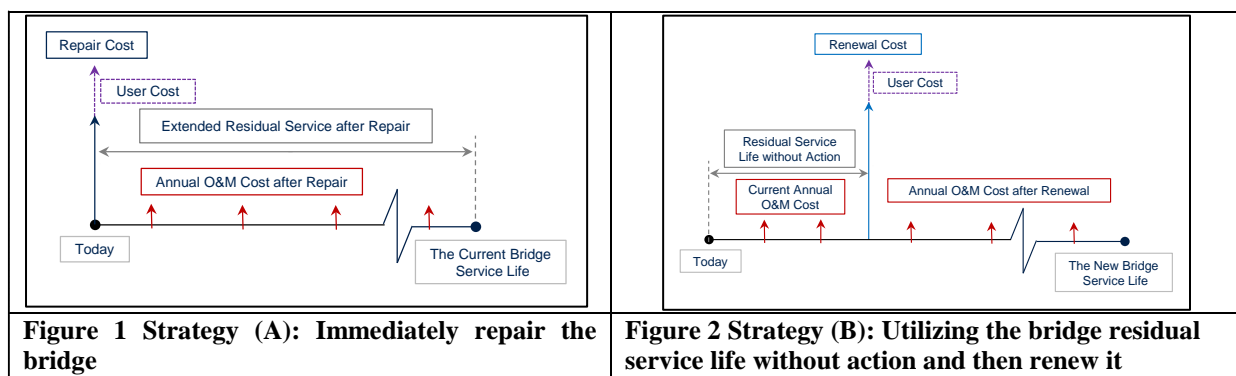 Repair Cost
User Cost
Extended Residual Service after Repair
Annual O&M Cost after Repair
Today
The Current Bridge
Service Life
Renewal Cost
User Cost
Residual Service
Life without Action
Current Annual
O&M Cost
Annual O&M Cost after Renewal
Today
The New Bridge
Service Life
Figure 1 Strategy (A): Immediately repair the
bridge
Figure 2 Strategy (B): Utilizing the bridge residual
service life without action and then renew it